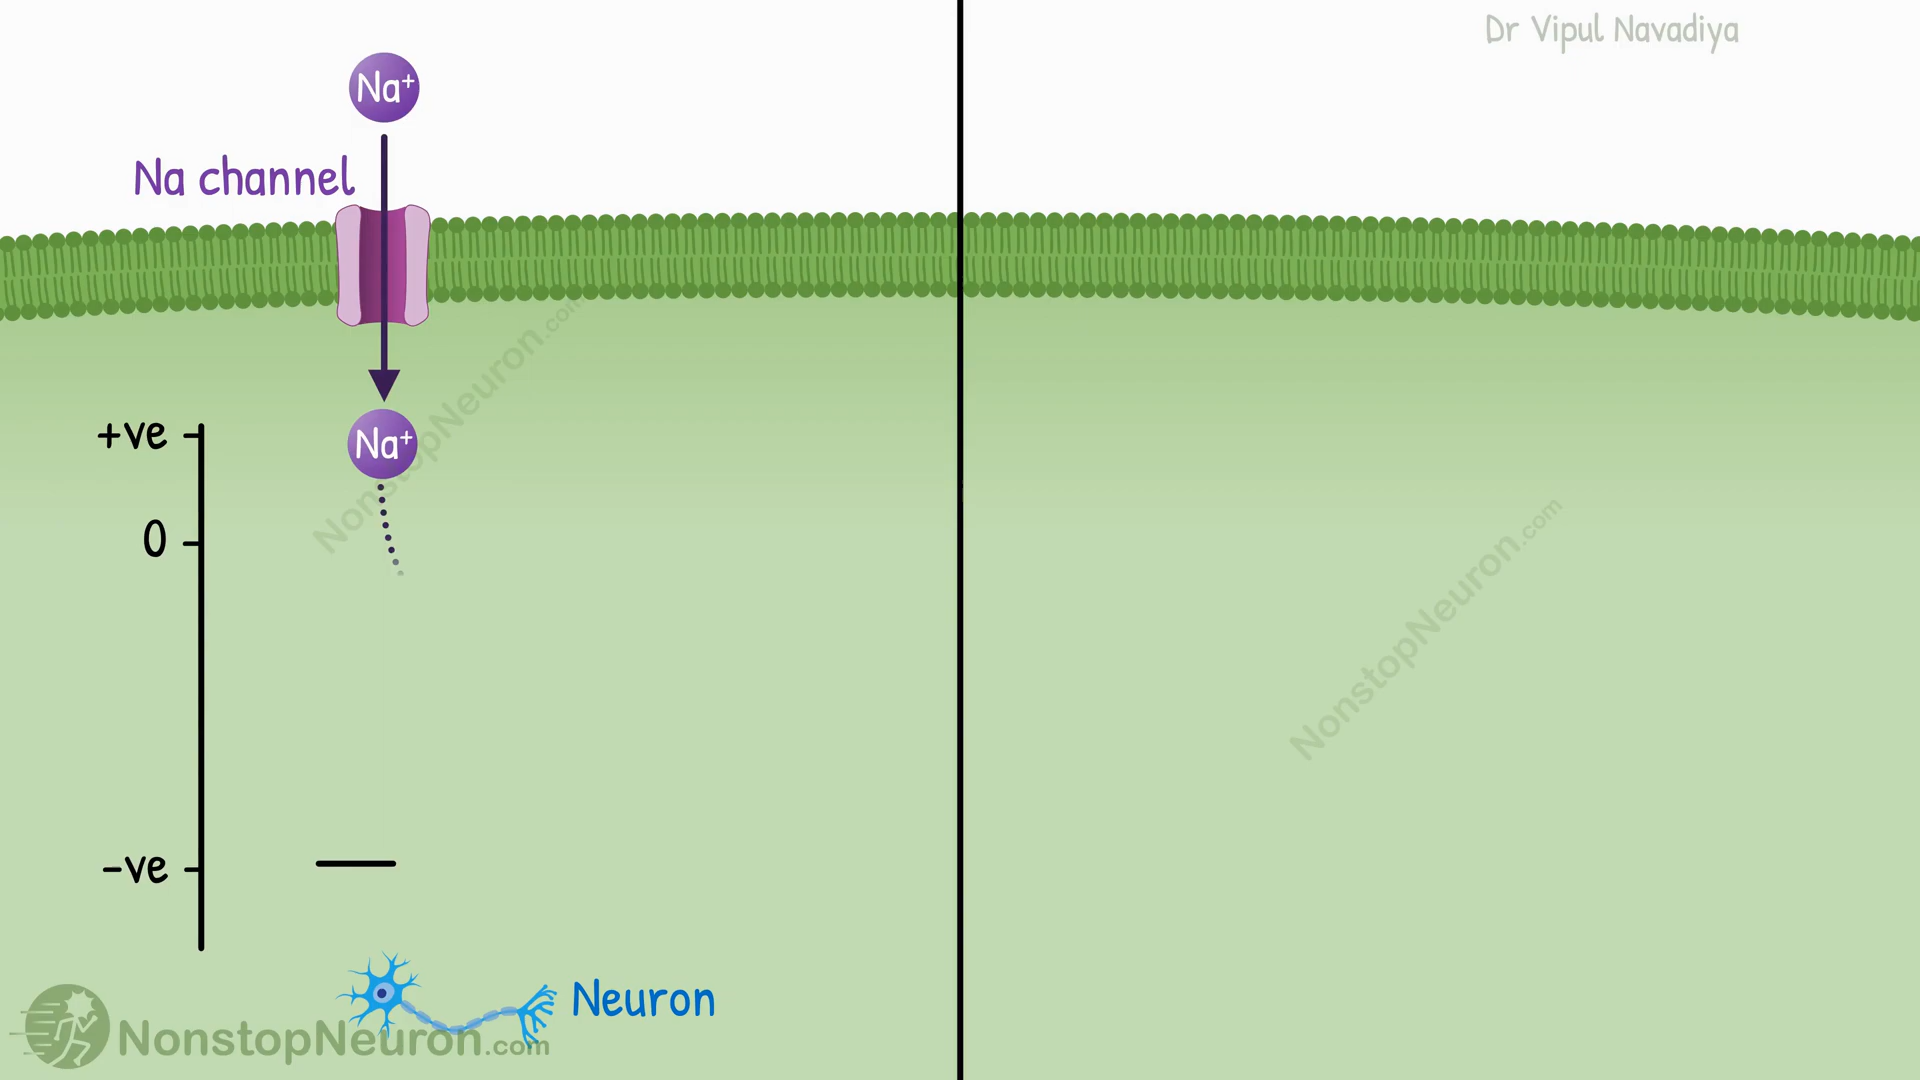 Dr Vipul Navadiya
Na⁺
Na channel
NonstopNeuron.com
+ve
Na⁺
0
NonstopNeuron.com
-ve
Neuron
NonstopNeuron.com